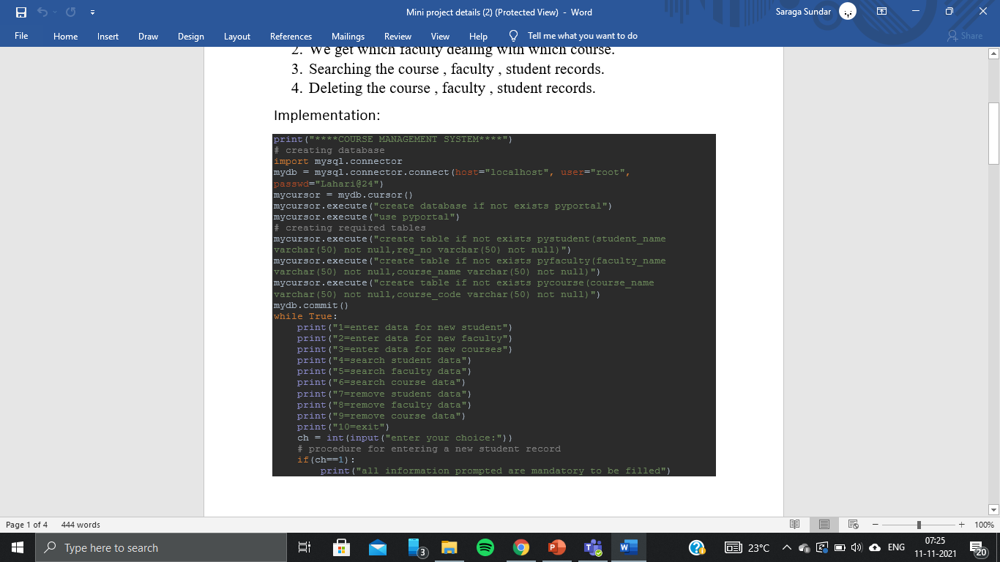 Mini project details (2) (Protected View) - Word
Saraga Sundar
File Home Insert Draw Design Layout References Mailings Review View Help Tell me what you want to do Share
2. We get which faculty dealing with which course.
3. Searching the course , faculty , student records.
4. Deleting the course , faculty , student records.
Implementation:
print("****COURSE MANAGEMENT SYSTEM****")
# creating database
import mysql.connector
mydb = mysql.connector.connect(host="localhost", user="root",
passwd="Lahari@24")
mycursor = mydb.cursor()
mycursor.execute("create database if not exists pyportal")
mycursor.execute("use pyportal")
# creating required tables
mycursor.execute("create table if not exists pystudent(student_name
varchar(50) not null,reg_no varchar(50) not null)")
mycursor.execute("create table if not exists pyfaculty(faculty_name
varchar(50) not null,course_name varchar(50) not null)")
mycursor.execute("create table if not exists pycourse(course_name
varchar(50) not null,course_code varchar(50) not null)")
mydb.commit()
while True:
    print("1=enter data for new student")
    print("2=enter data for new faculty")
    print("3=enter data for new courses")
    print("4=search student data")
    print("5=search faculty data")
    print("6=search course data")
    print("7=remove student data")
    print("8=remove faculty data")
    print("9=remove course data")
    print("10=exit")
    ch = int(input("enter your choice:"))
    # procedure for entering a new student record
    if(ch==1):
        print("all information prompted are mandatory to be filled")
Page 1 of 4 444 words
100%
Type here to search
3
23°C
ENG
07:25
11-11-2021
20